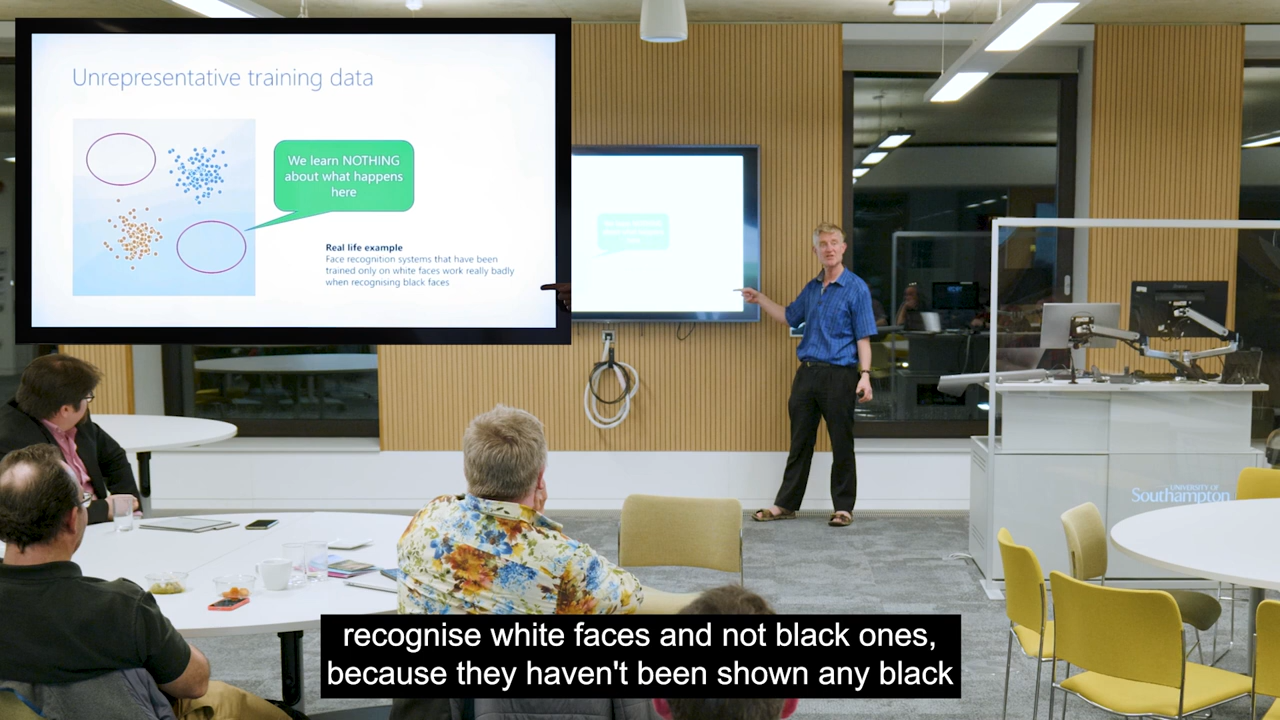 Unrepresentative training data
We learn NOTHING
about what happens
here
Real life example
Face recognition systems that have been
trained only on white faces work really badly
when recognising black faces
UNIVERSITY OF
Southampton
recognise white faces and not black ones,
because they haven't been shown any black